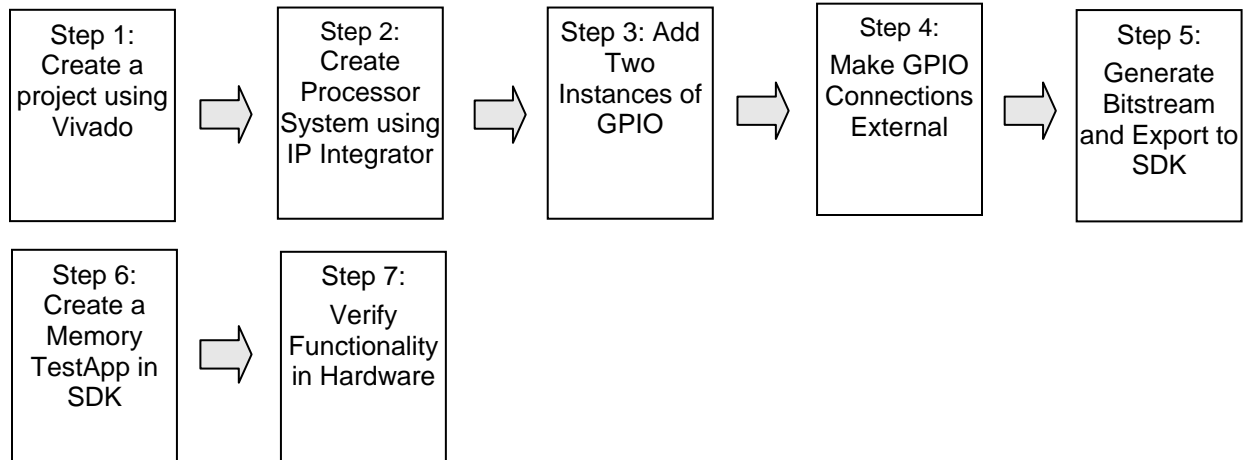 Step 1:
Create a
project using
Vivado
Step 2:
Create
Processor
System using
IP Integrator
Step 3: Add
Two
Instances of
GPIO
Step 4:
Make GPIO
Connections
External
Step 5:
Generate
Bitstream
and Export to
SDK
Step 6:
Create a
Memory
TestApp in
SDK
Step 7:
Verify
Functionality
in Hardware